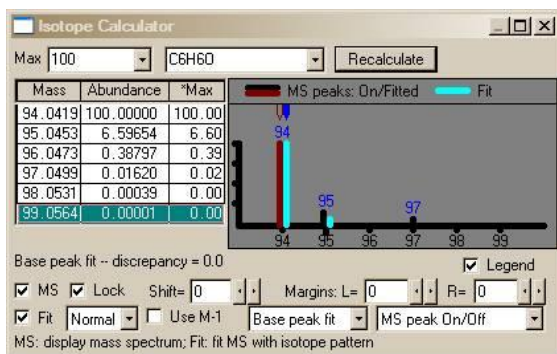 Isotope Calculator
Max 100 C6H6O Recalculate
Mass Abundance *Max
94.0419 100.00000 100.00
95.0453 6.59654 6.60
96.0473 0.38797 0.39
97.0499 0.01620 0.02
98.0531 0.00039 0.00
99.0564 0.00001 0.00
MS peaks: On/Fitted Fit
94
95
97
94 95 96 97 98 99
Base peak fit -- discrepancy = 0.0
Legend
MS Lock Shift= 0 Margins: L= 0 R= 0
Fit Normal Use M-1 Base peak fit MS peak On/Off
MS: display mass spectrum; Fit: fit MS with isotope pattern